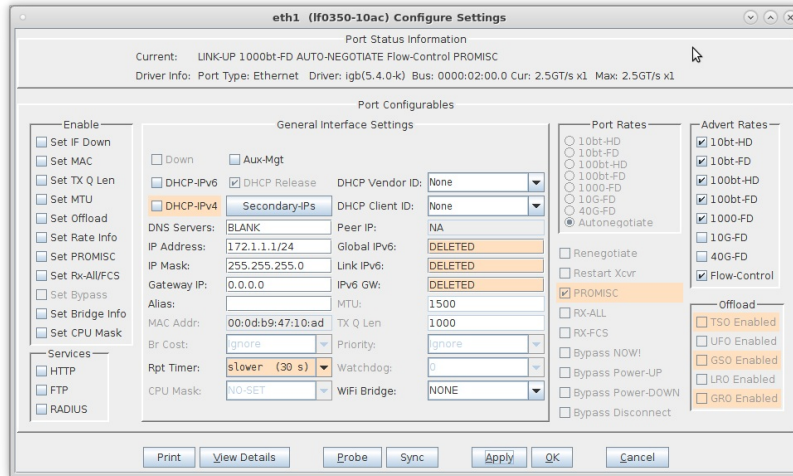 eth1 (lf0350-10ac) Configure Settings
Port Status Information
Current: LINK-UP 1000bt-FD AUTO-NEGOTIATE Flow-Control PROMISC
Driver Info: Port Type: Ethernet Driver: igb(5.4.0-k) Bus: 0000:02:00.0 Cur: 2.5GT/s x1 Max: 2.5GT/s x1
Port Configurables
Enable
Set IF Down
Set MAC
Set TX Q Len
Set MTU
Set Offload
Set Rate Info
Set PROMISC
Set Rx-All/FCS
Set Bypass
Set Bridge Info
Set CPU Mask
Services
HTTP
FTP
RADIUS
General Interface Settings
Down Aux-Mgt
DHCP-IPv6 DHCP Release DHCP Vendor ID: None
DHCP-IPv4 Secondary-IPs DHCP Client ID: None
DNS Servers: BLANK Peer IP: NA
IP Address: 172.1.1.1/24 Global IPv6: DELETED
IP Mask: 255.255.255.0 Link IPv6: DELETED
Gateway IP: 0.0.0.0 IPv6 GW: DELETED
Alias: MTU: 1500
MAC Addr: 00:0d:b9:47:10:ad TX Q Len 1000
Br Cost: Ignore Priority: Ignore
Rpt Timer: slower (30 s) Watchdog: 0
CPU Mask: NO-SET WiFi Bridge: NONE
Port Rates
10bt-HD
10bt-FD
100bt-HD
100bt-FD
1000-FD
10G-FD
40G-FD
Autonegotiate
Renegotiate
Restart Xcvr
PROMISC
RX-ALL
RX-FCS
Bypass NOW!
Bypass Power-UP
Bypass Power-DOWN
Bypass Disconnect
Advert Rates
10bt-HD
10bt-FD
100bt-HD
100bt-FD
1000-FD
10G-FD
40G-FD
Flow-Control
Offload
TSO Enabled
UFO Enabled
GSO Enabled
LRO Enabled
GRO Enabled
Print View Details Probe Sync Apply OK Cancel